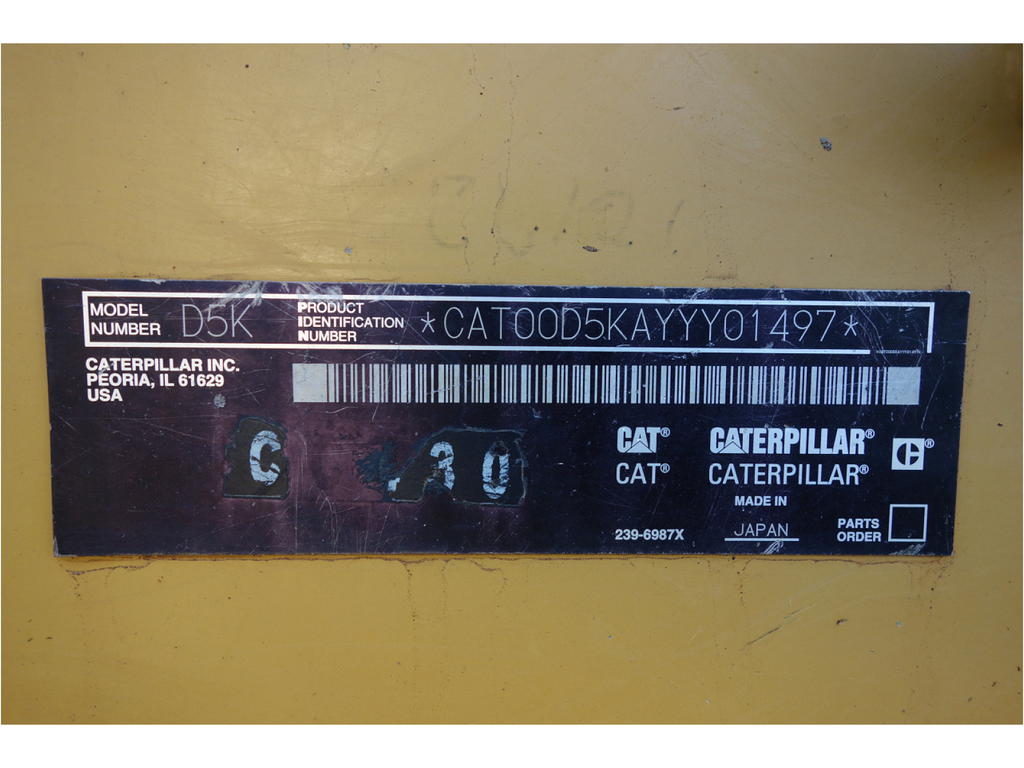 MODEL NUMBER D5K PRODUCT IDENTIFICATION NUMBER *CAT00D5KAYYY01497*
CATERPILLAR INC.
PEORIA, IL 61629
USA
C .30
CAT® CATERPILLAR® C®
CAT® CATERPILLAR®
MADE IN
239-6987X JAPAN PARTS ORDER